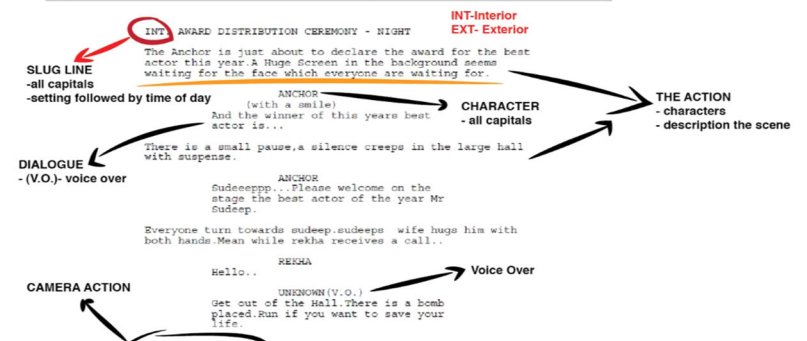 INT-Interior
EXT- Exterior
INT. AWARD DISTRIBUTION CEREMONY - NIGHT
The Anchor is just about to declare the award for the best
actor this year.A Huge Screen in the background seems
waiting for the face which everyone are waiting for.
SLUG LINE
-all capitals
-setting followed by time of day
ANCHOR
(with a smile)
And the winner of this years best
actor is...
CHARACTER
- all capitals
THE ACTION
- characters
- description the scene
There is a small pause,a silence creeps in the large hall
with suspense.
DIALOGUE
- (V.O.)- voice over
ANCHOR
Sudeeeppp...Please welcome on the
stage the best actor of the year Mr
Sudeep.
Everyone turn towards sudeep.sudeeps wife hugs him with
both hands.Mean while rekha receives a call..
REKHA
Hello..
Voice Over
CAMERA ACTION
UNKNOWN(V.O.)
Get out of the Hall.There is a bomb
placed.Run if you want to save your
life.